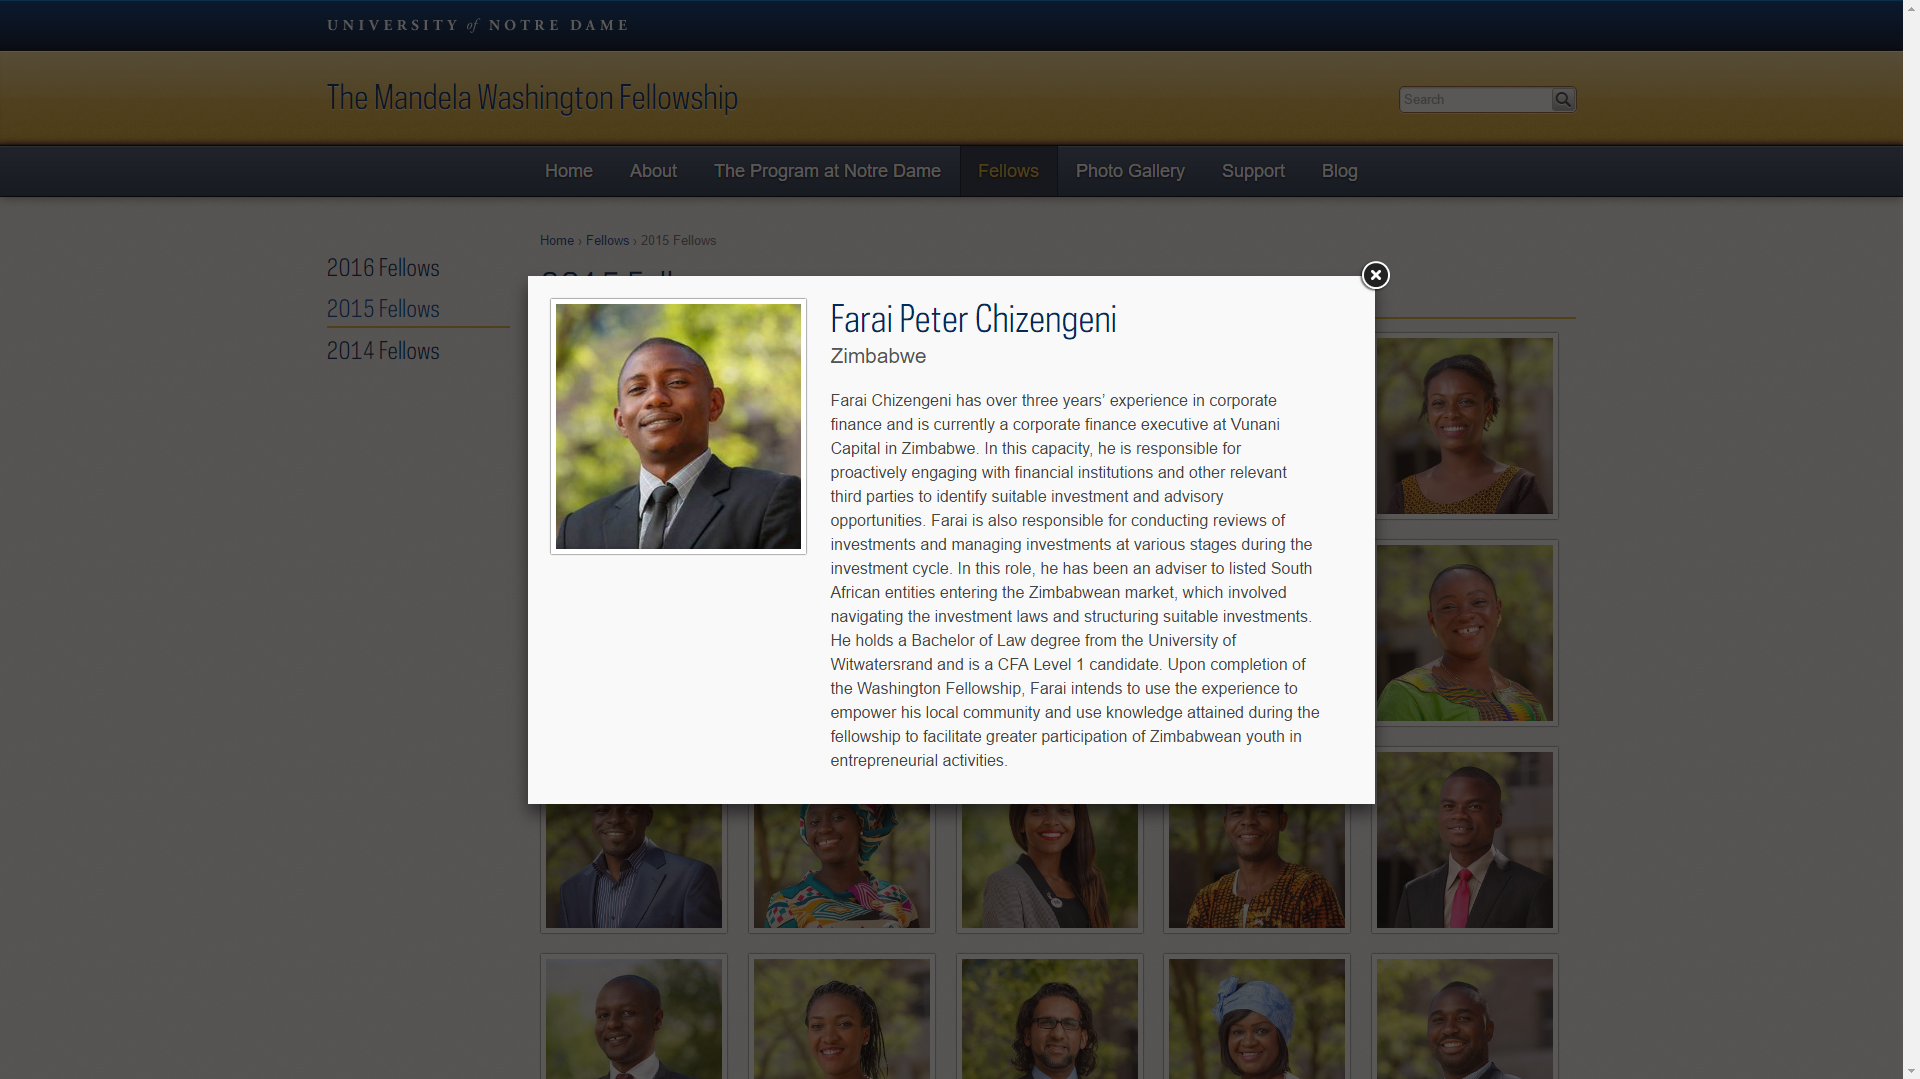 UNIVERSITY of NOTRE DAME
The Mandela Washington Fellowship
Search
Home
About
The Program at Notre Dame
Fellows
Photo Gallery
Support
Blog
Home › Fellows › 2015 Fellows
2016 Fellows
2015 Fellows
2014 Fellows
Farai Peter Chizengeni
Zimbabwe
Farai Chizengeni has over three years’ experience in corporate
finance and is currently a corporate finance executive at Vunani
Capital in Zimbabwe. In this capacity, he is responsible for
proactively engaging with financial institutions and other relevant
third parties to identify suitable investment and advisory
opportunities. Farai is also responsible for conducting reviews of
investments and managing investments at various stages during the
investment cycle. In this role, he has been an adviser to listed South
African entities entering the Zimbabwean market, which involved
navigating the investment laws and structuring suitable investments.
He holds a Bachelor of Law degree from the University of
Witwatersrand and is a CFA Level 1 candidate. Upon completion of
the Washington Fellowship, Farai intends to use the experience to
empower his local community and use knowledge attained during the
fellowship to facilitate greater participation of Zimbabwean youth in
entrepreneurial activities.